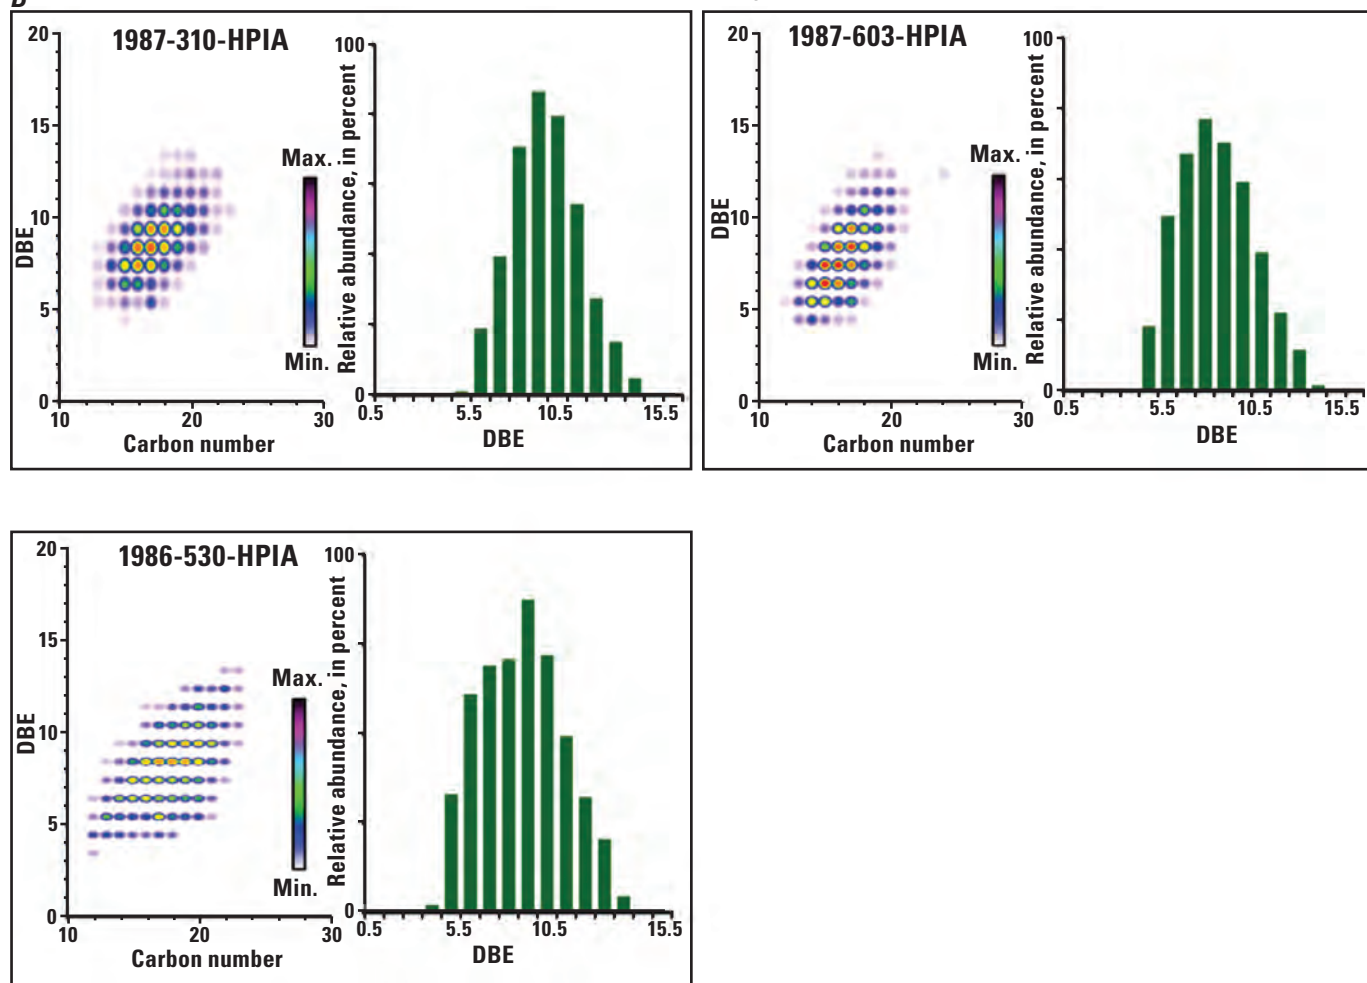 B
1987-310-HPIA
20
15
10
5
0
DBE
10
20
30
Carbon number
Max.
Min.
Relative abundance, in percent
100
0
0.5
5.5
10.5
15.5
DBE
1987-603-HPIA
20
15
10
5
0
DBE
10
20
30
Carbon number
Max.
Min.
Relative abundance, in percent
100
0
0.5
5.5
10.5
15.5
DBE
1986-530-HPIA
20
15
10
5
0
DBE
10
20
30
Carbon number
Max.
Min.
Relative abundance, in percent
100
0
0.5
5.5
10.5
15.5
DBE